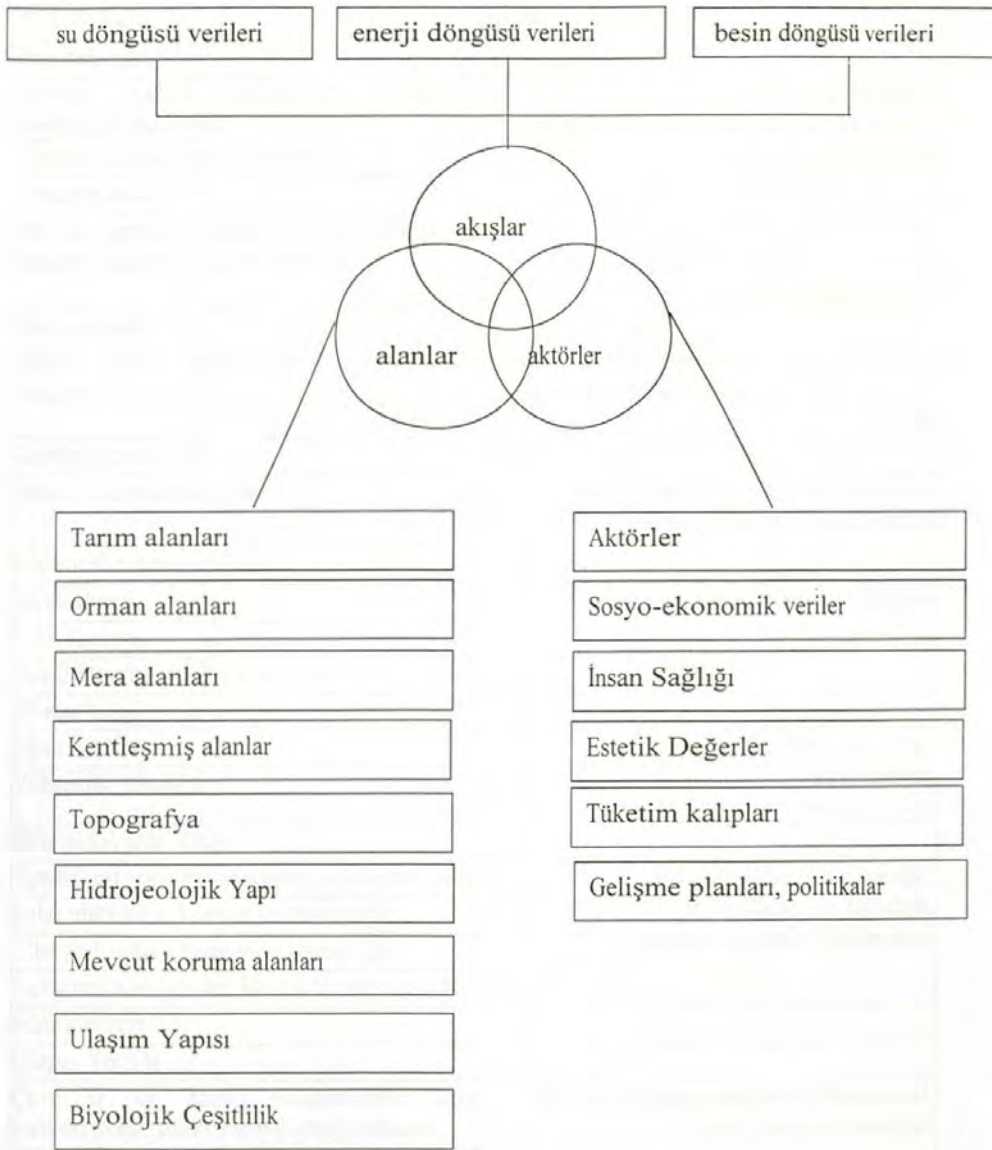 su döngüsü verileri
enerji döngüsü verileri
besin döngüsü verileri
akışlar
alanlar
aktörler
Tarım alanları
Orman alanları
Mera alanları
Kentleşmiş alanlar
Topografya
Hidrojeolojik Yapı
Mevcut koruma alanları
Ulaşım Yapısı
Biyolojik Çeşitlilik
Aktörler
Sosyo-ekonomik veriler
İnsan Sağlığı
Estetik Değerler
Tüketim kalıpları
Gelişme planları, politikalar